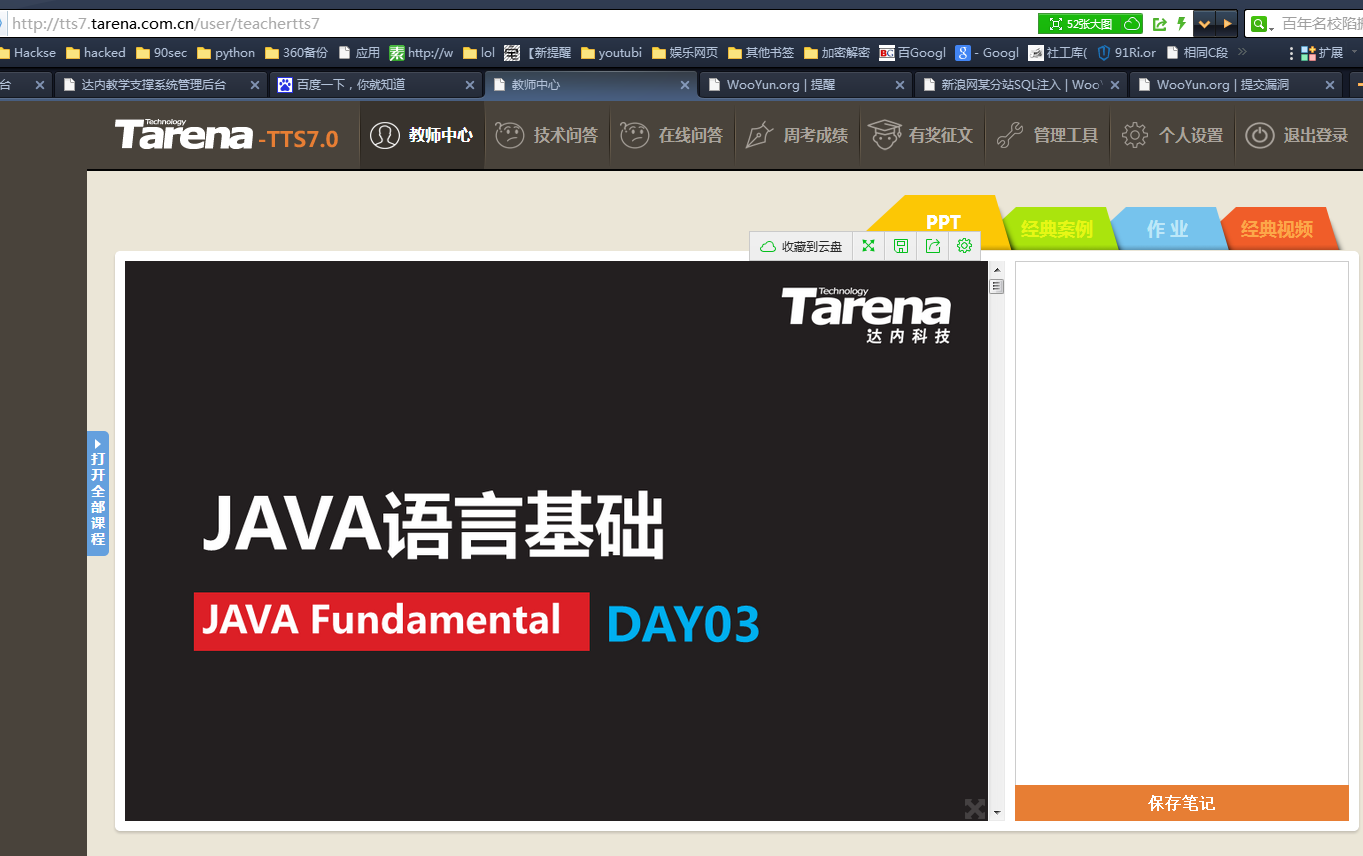 http://tts7.tarena.com.cn/user/teachertts7
52张大图
百年名校陷
Hackse hacked 90sec python 360备份 应用 http://w lol 【新提醒 youtubi 娱乐网页 其他书签 加密解密 百Googl - Googl 社工库( 91Ri.or 相同C段 » 扩展
台 达内教学支撑系统管理后台 百度一下，你就知道 教师中心 WooYun.org | 提醒 新浪网某分站SQL注入 | WooY WooYun.org | 提交漏洞
Technology
Tarena -TTS7.0 教师中心 技术问答 在线问答 周考成绩 有奖征文 管理工具 个人设置 退出登录
PPT 经典案例 作 业 经典视频
收藏到云盘
Technology
Tarena
达内科技
打开全部课程
JAVA语言基础
JAVA Fundamental DAY03
保存笔记